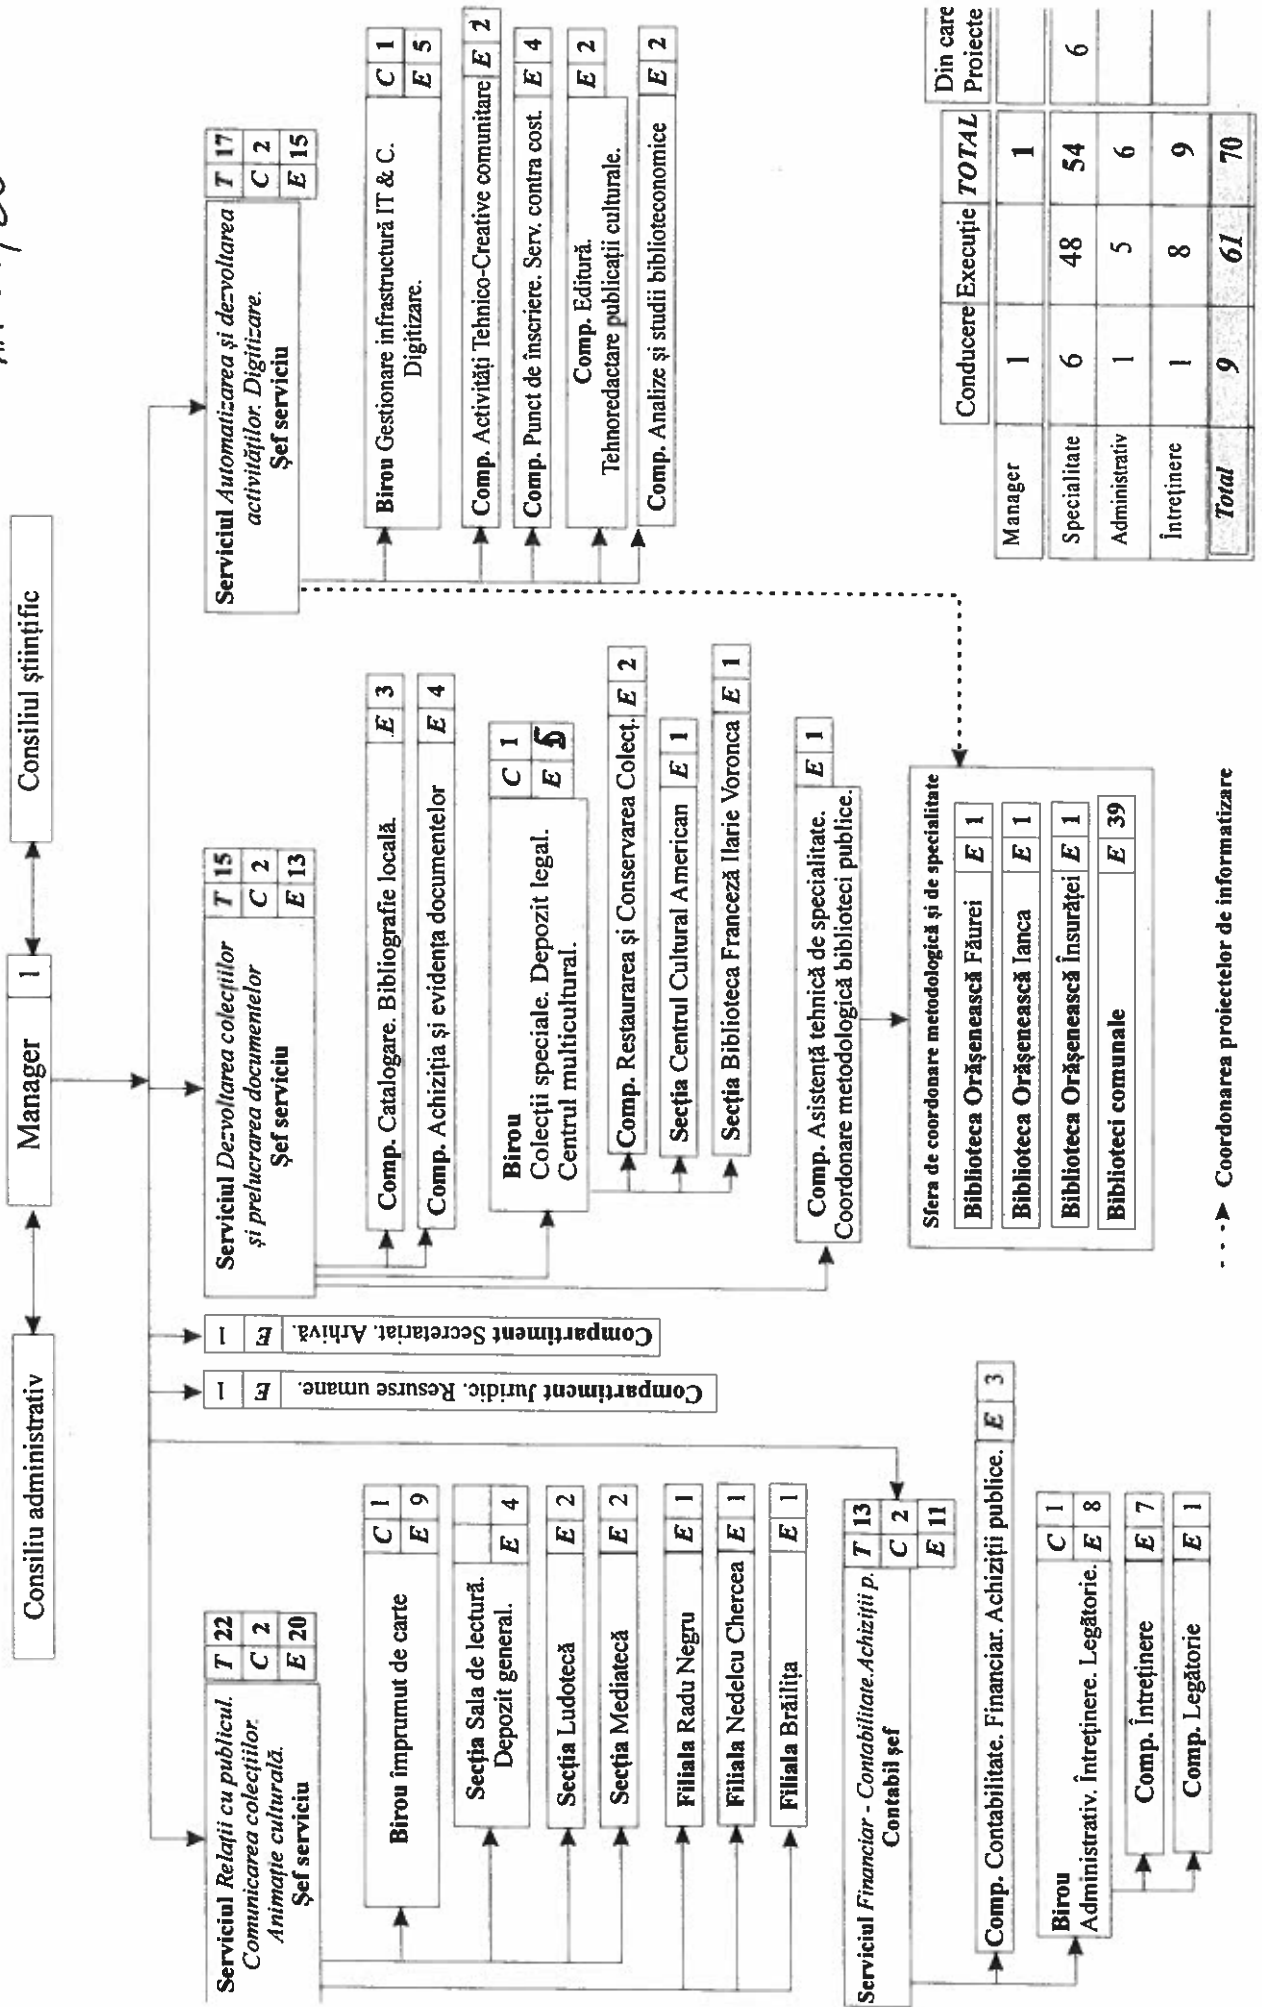 Consiliu administrativ
Manager 1
Consiliul științific
Serviciul Relații cu publicul.
Comunicarea colecțiilor.
Animație culturală.
Șef serviciu
T 22
C 2
E 20
Birou împrumut de carte
C 1
E 9
Secția Sala de lectură.
Depozit general.
E 4
Secția Ludotecă E 2
Secția Mediatecă E 2
Filiala Radu Negru E 1
Filiala Nedelcu Chercea E 1
Filiala Brăilița E 1
Compartiment Juridic. Resurse umane. E 1
Compartiment Secretariat. Arhivă. E 1
Serviciul Financiar - Contabilitate.Achiziții p.
Contabil șef
T 13
C 2
E 11
Comp. Contabilitate. Financiar. Achiziții publice. E 3
Birou
Administrativ. Întreținere. Legătorie.
C 1
E 8
Comp. Întreținere E 7
Comp. Legătorie E 1
Serviciul Dezvoltarea colecțiilor
și prelucrarea documentelor
Șef serviciu
T 15
C 2
E 13
Comp. Catalogare. Bibliografie locală. E 3
Comp. Achiziția și evidența documentelor E 4
Birou
Colecții speciale. Depozit legal.
Centrul multicultural.
C 1
E 5
Comp. Restaurarea și Conservarea Colecț. E 2
Secția Centrul Cultural American E 1
Secția Biblioteca Franceză Ilarie Voronca E 1
Comp. Asistență tehnică de specialitate.
Coordonare metodologică biblioteci publice.
E 1
Sfera de coordonare metodologică și de specialitate
Biblioteca Orășenească Făurei E 1
Biblioteca Orășenească Ianca E 1
Biblioteca Orășenească Însurăței E 1
Biblioteci comunale E 39
Coordonarea proiectelor de informatizare
Serviciul Automatizarea și dezvoltarea
activităților. Digitizare.
Șef serviciu
T 17
C 2
E 15
Birou Gestionare infrastructură IT & C.
Digitizare.
C 1
E 5
Comp. Activități Tehnico-Creative comunitare E 2
Comp. Punct de înscriere. Serv. contra cost. E 4
Comp. Editură.
Tehnoredactare publicații culturale.
E 2
Comp. Analize și studii biblioteconomice E 2
Conducere Execuție TOTAL Din care
Proiecte
Manager 1 1
Specialitate 6 48 54 6
Administrativ 1 5 6
Întreținere 1 8 9
Total 9 61 70